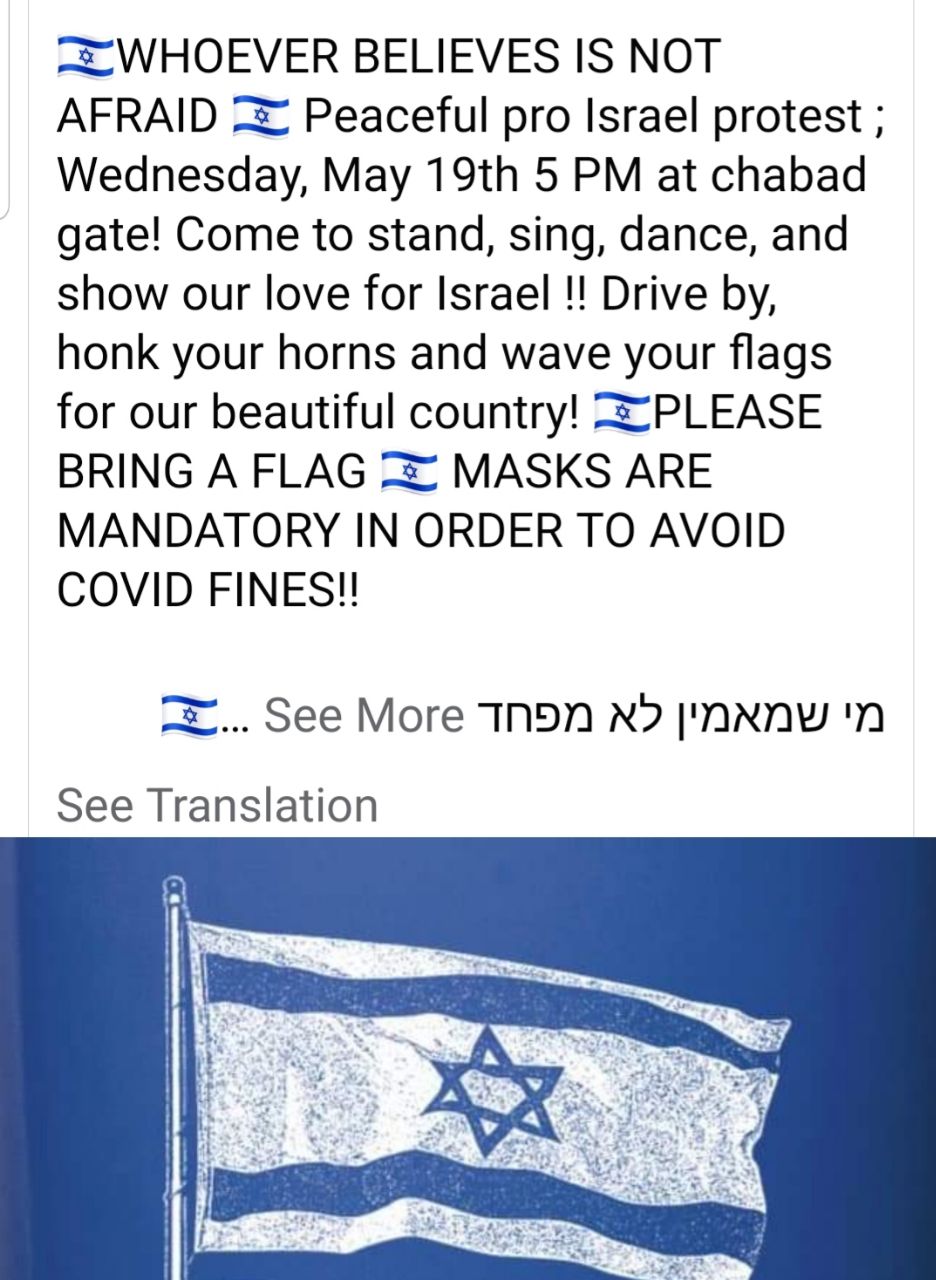 🇮🇱WHOEVER BELIEVES IS NOT
AFRAID 🇮🇱 Peaceful pro Israel protest ;
Wednesday, May 19th 5 PM at chabad
gate! Come to stand, sing, dance, and
show our love for Israel !! Drive by,
honk your horns and wave your flags
for our beautiful country! 🇮🇱PLEASE
BRING A FLAG 🇮🇱 MASKS ARE
MANDATORY IN ORDER TO AVOID
COVID FINES!!
מי שמאמין לא מפחד See More ...🇮🇱
See Translation